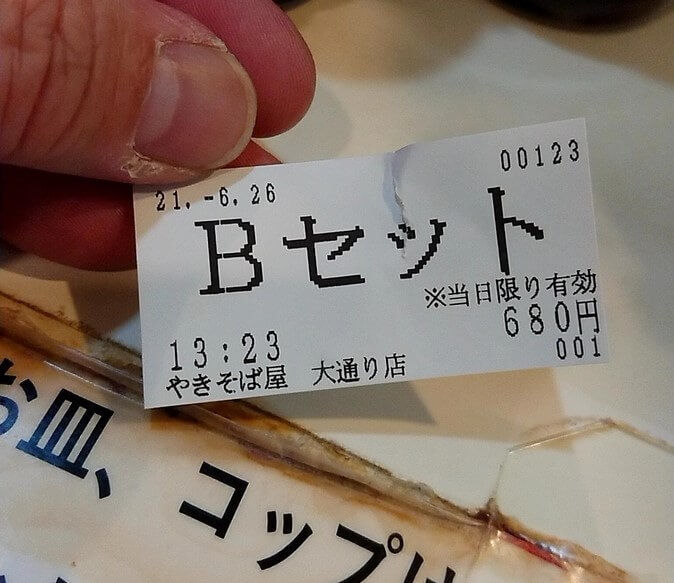 21.-6.26
00123
Bセット
※当日限り有効
680円
13:23
001
やきそば屋 大通り店
お皿、コップは